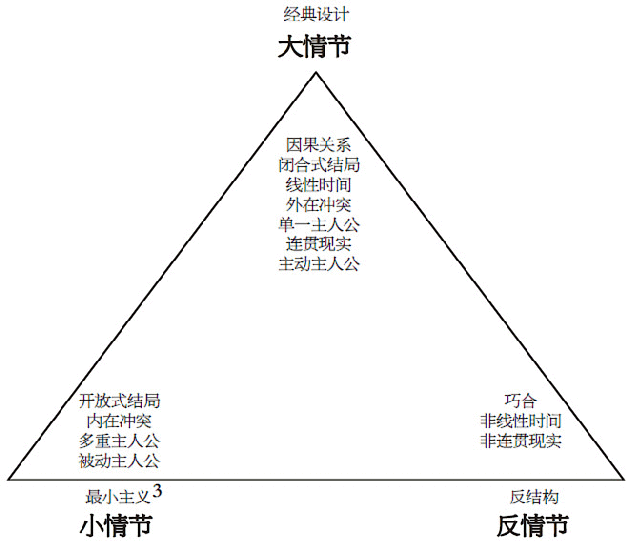 经典设计
大情节
因果关系
闭合式结局
线性时间
外在冲突
单一主人公
连贯现实
主动主人公
开放式结局
内在冲突
多重主人公
被动主人公
巧合
非线性时间
非连贯现实
最小主义3
小情节
反结构
反情节